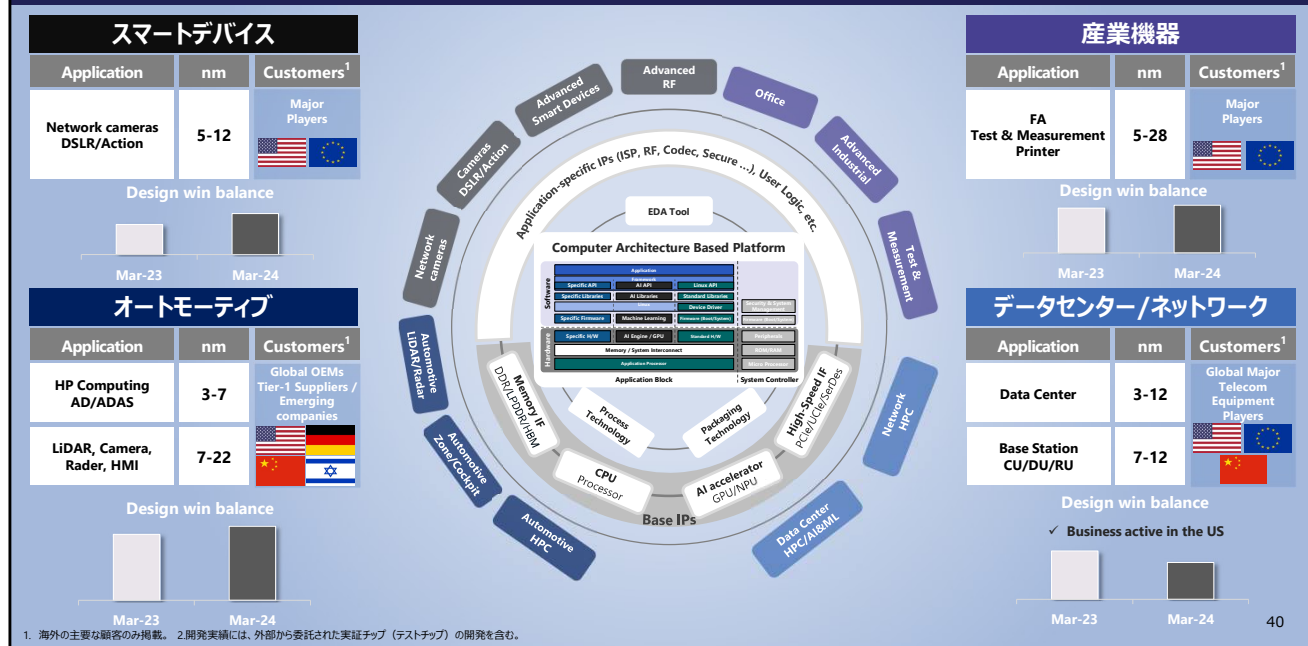 スマートデバイス
Application nm Customers1
Network cameras
DSLR/Action
5-12
Major
Players
Design win balance
Mar-23 Mar-24
オートモーティブ
Application nm Customers1
HP Computing
AD/ADAS
3-7
Global OEMs
Tier-1 Suppliers /
Emerging
companies
LiDAR, Camera,
Rader, HMI
7-22
Design win balance
Mar-23 Mar-24
Advanced
RF
Advanced
Smart Devices
Cameras
DSLR/Action
Network
cameras
Automotive
LiDAR/Radar
Automotive
Zone/Cockpit
Automotive
HPC
Office
Advanced
Industrial
Test &
Measurement
Network
HPC
Data Center
HPC/AI&ML
Application-specific IPs (ISP, RF, Codec, Secure ...), User Logic, etc.
EDA Tool
Computer Architecture Based Platform
Software
Application
Specific API AI API Linux API
Specific Libraries AI Libraries Standard Libraries
Device Driver
Specific Firmware Machine Learning Firmware (Boot/System)
Security & System
Management
Hardware
Specific H/W AI Engine / GPU Standard H/W
Peripherals
Memory / System Interconnect
ROM/RAM
Application Processor
Micro Processor
Application Block System Controller
Process
Technology
Packaging
Technology
Memory IF
DDR/LPDDR/HBM
CPU
Processor
AI accelerator
GPU/NPU
High-Speed IF
PCIe/UCIe/SerDes
Base IPs
産業機器
Application nm Customers1
FA
Test & Measurement
Printer
5-28
Major
Players
Design win balance
Mar-23 Mar-24
データセンター/ネットワーク
Application nm Customers1
Data Center
3-12
Global Major
Telecom
Equipment
Players
Base Station
CU/DU/RU
7-12
Design win balance
✓ Business active in the US
Mar-23 Mar-24
1. 海外の主要な顧客のみ掲載。 2.開発実績には、外部から委託された実証チップ（テストチップ）の開発を含む。
40